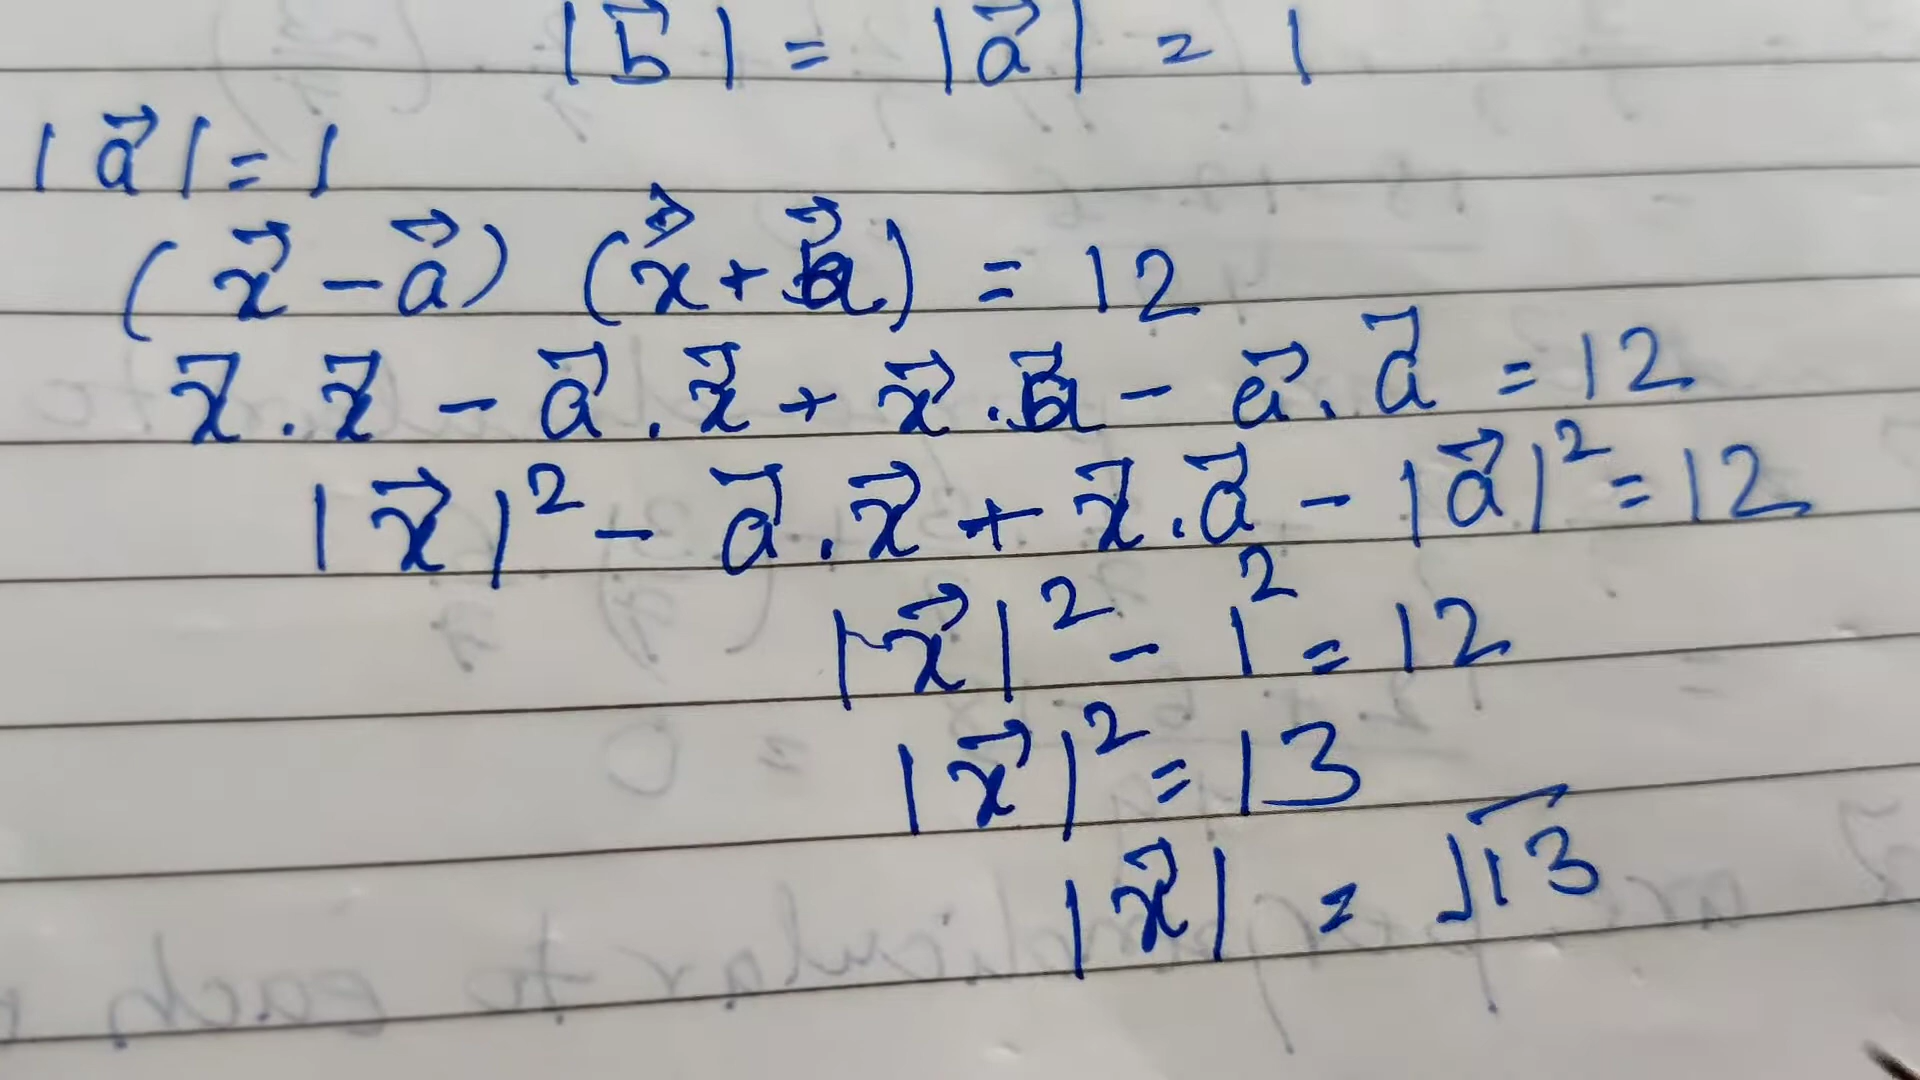 |b⃗| = |a⃗| = 1
|a⃗| = 1
(x⃗ - a⃗) (x⃗ + a⃗) = 12
x⃗ . x⃗ - a⃗ . x⃗ + x⃗ . a⃗ - a⃗ . a⃗ = 12
|x⃗|² - a⃗ . x⃗ + x⃗ . a⃗ - |a⃗|² = 12
|x⃗|² - 1² = 12
|x⃗|² = 13
|x⃗| = √13